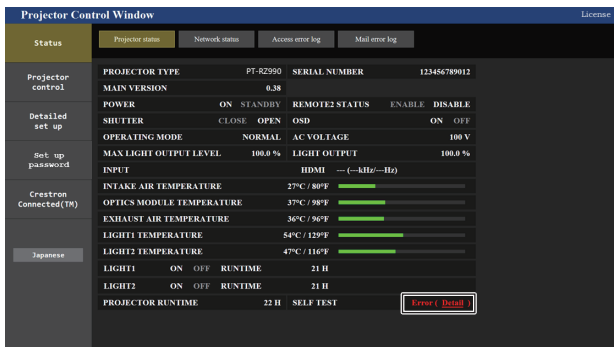 Projector Control Window
License
Status
Projector control
Detailed set up
Set up password
Crestron Connected(TM)
Japanese
Projector status
Network status
Access error log
Mail error log
PROJECTOR TYPE PT-RZ990 SERIAL NUMBER 123456789012
MAIN VERSION 0.38
POWER ON STANDBY REMOTE2 STATUS ENABLE DISABLE
SHUTTER CLOSE OPEN OSD ON OFF
OPERATING MODE NORMAL AC VOLTAGE 100 V
MAX LIGHT OUTPUT LEVEL 100.0 % LIGHT OUTPUT 100.0 %
INPUT HDMI --- (---kHz/---Hz)
INTAKE AIR TEMPERATURE 27°C / 80°F
OPTICS MODULE TEMPERATURE 37°C / 98°F
EXHAUST AIR TEMPERATURE 36°C / 96°F
LIGHT1 TEMPERATURE 54°C / 129°F
LIGHT2 TEMPERATURE 47°C / 116°F
LIGHT1 ON OFF RUNTIME 21 H
LIGHT2 ON OFF RUNTIME 21 H
PROJECTOR RUNTIME 22 H SELF TEST Error ( Detail )